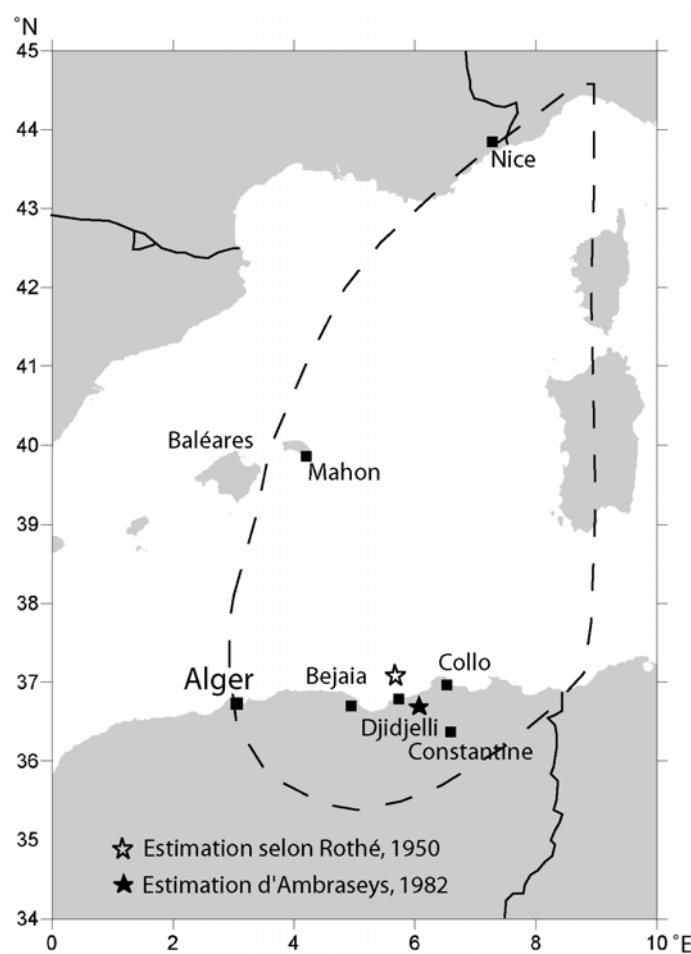 °N
45
44
Nice
43
42
41
Baléares
40
Mahon
39
38
Collo
37
Alger
Bejaia
Djidjelli
36
Constantine
35
Estimation selon Rothé, 1950
Estimation d'Ambraseys, 1982
34
0
2
4
6
8
10
°E